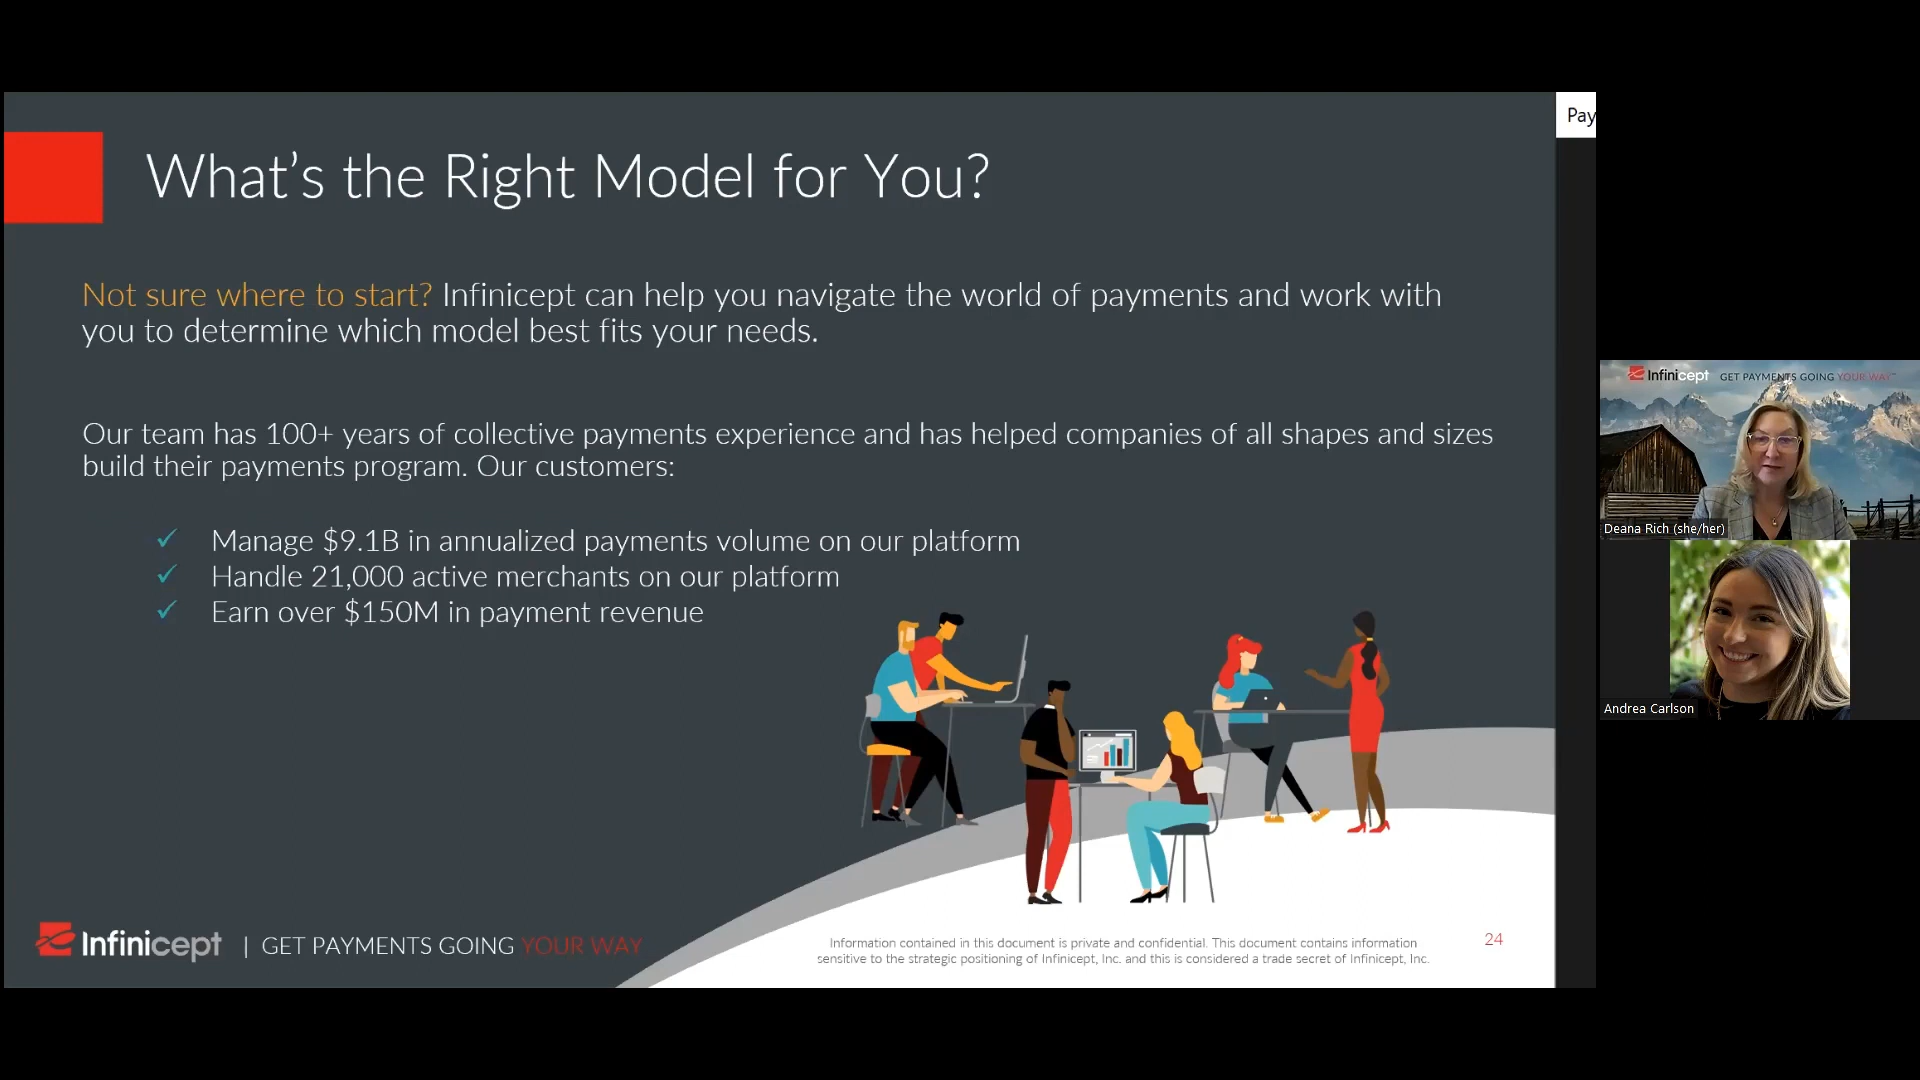 Pay
What's the Right Model for You?
Not sure where to start? Infinicept can help you navigate the world of payments and work with
you to determine which model best fits your needs.
Our team has 100+ years of collective payments experience and has helped companies of all shapes and sizes
build their payments program. Our customers:
✓ Manage $9.1B in annualized payments volume on our platform
✓ Handle 21,000 active merchants on our platform
✓ Earn over $150M in payment revenue
Infinicept | GET PAYMENTS GOING YOUR WAY
Information contained in this document is private and confidential. This document contains information
sensitive to the strategic positioning of Infinicept, Inc. and this is considered a trade secret of Infinicept, Inc.
24
Infinicept GET PAYMENTS GOING YOUR WAY™
Deana Rich (she/her)
Andrea Carlson